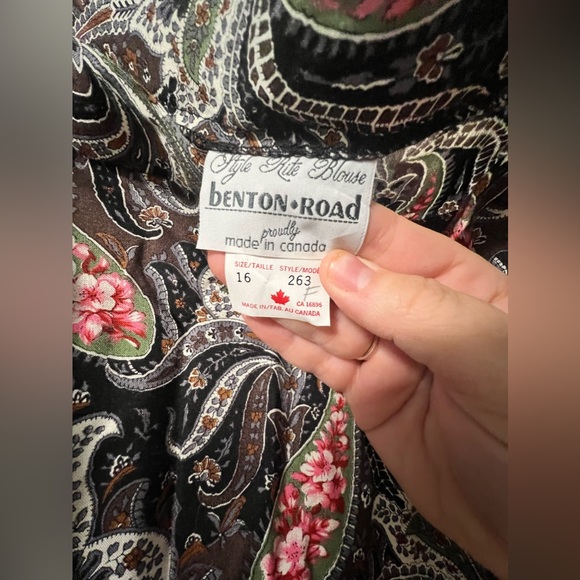 Style Rite Blouse
BENTON•ROAD
proudly
made in canada
SIZE/TAILLE STYLE/MODE
16 263
F
MADE IN/FAB. AU CANADA CA 16896